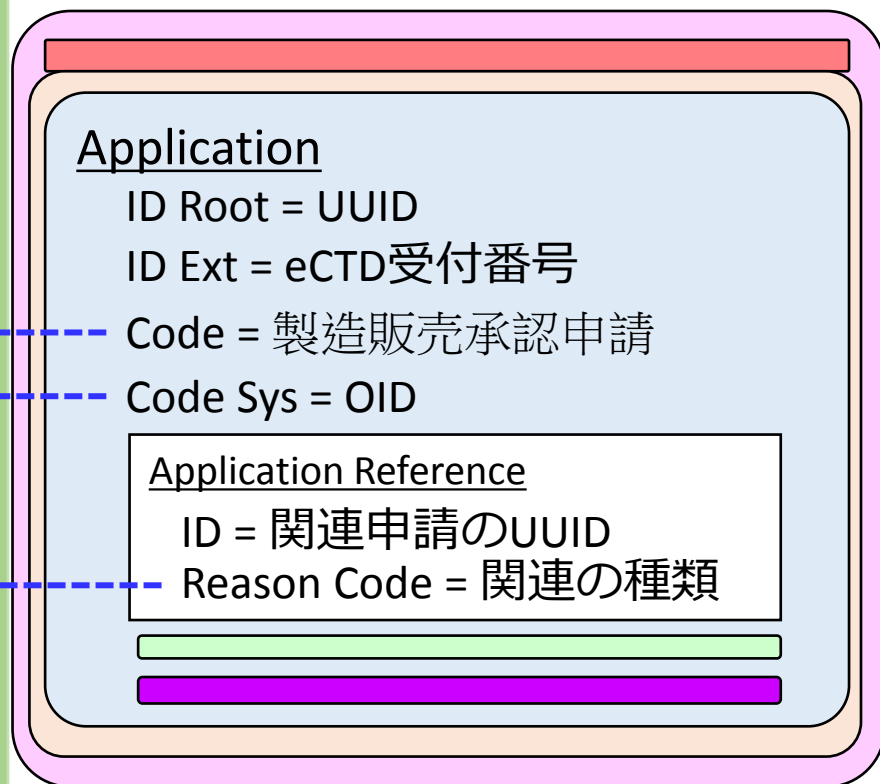 Application
ID Root = UUID
ID Ext = eCTD受付番号
Code = 製造販売承認申請
Code Sys = OID
Application Reference
ID = 関連申請のUUID
Reason Code = 関連の種類